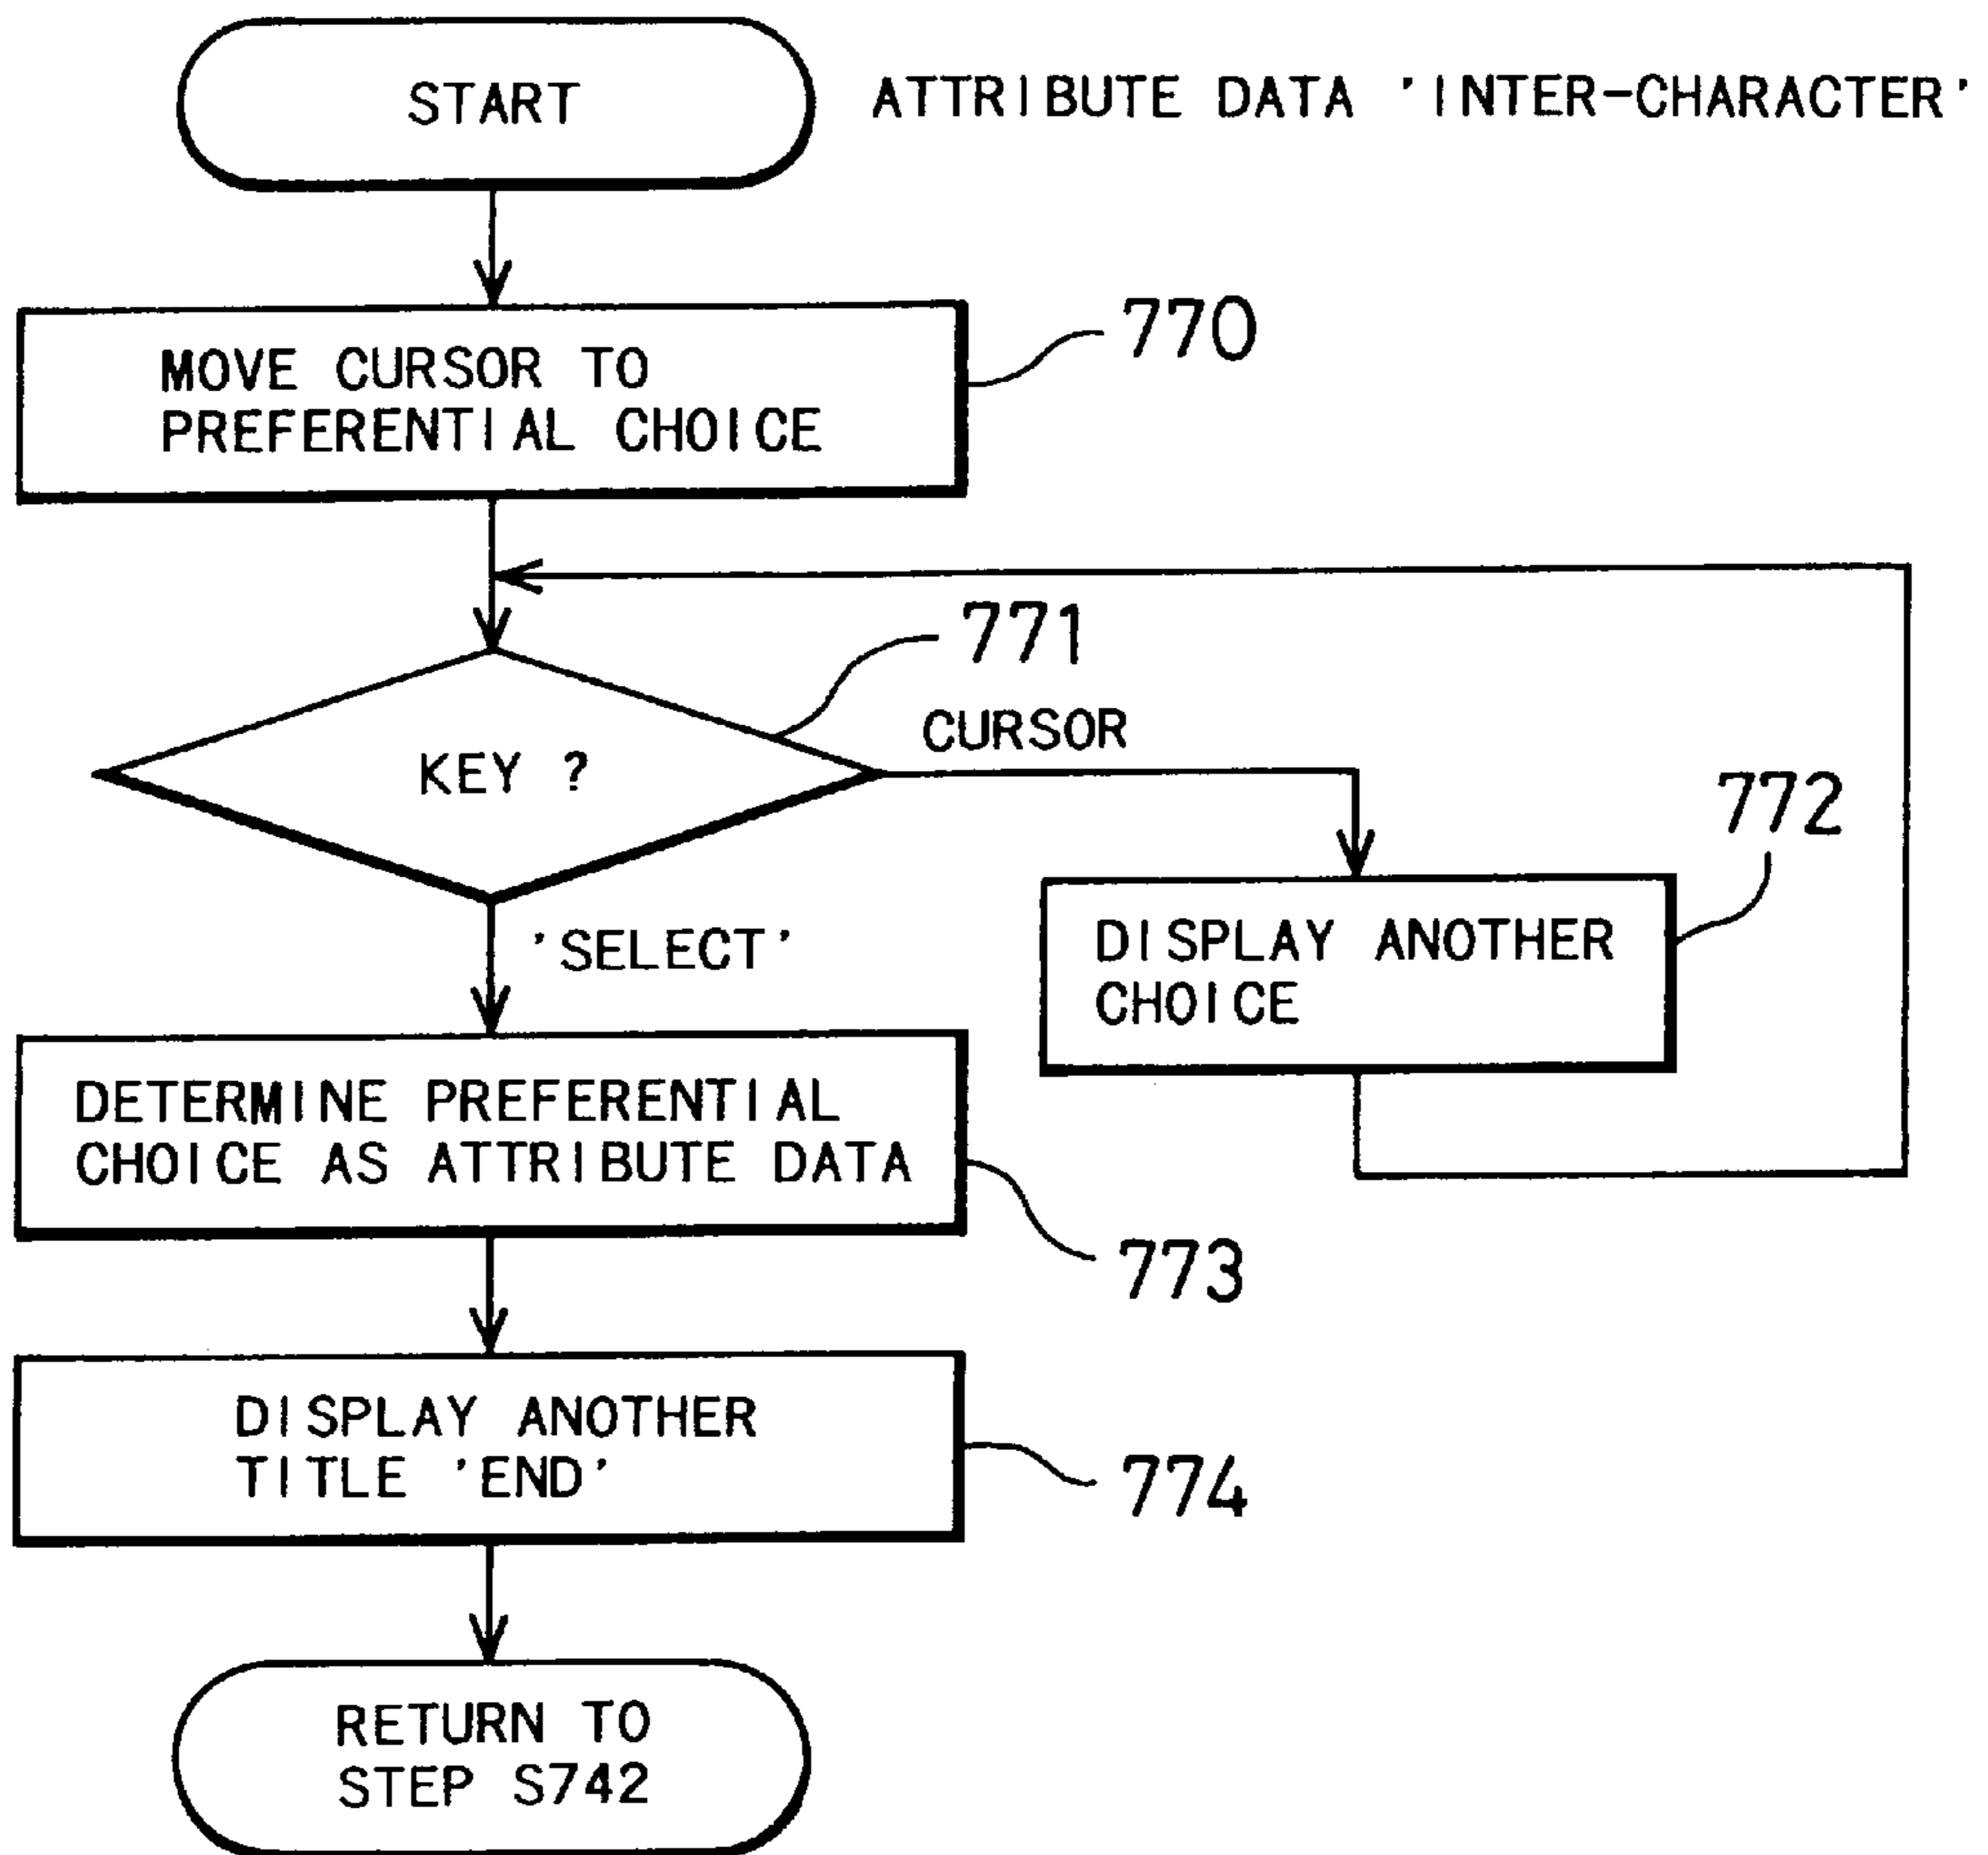 START
ATTRIBUTE DATA 'INTER-CHARACTER'
MOVE CURSOR TO
PREFERENTIAL CHOICE
770
771
KEY ?
CURSOR
772
'SELECT'
DISPLAY ANOTHER
CHOICE
DETERMINE PREFERENTIAL
CHOICE AS ATTRIBUTE DATA
773
DISPLAY ANOTHER
TITLE 'END'
774
RETURN TO
STEP S742